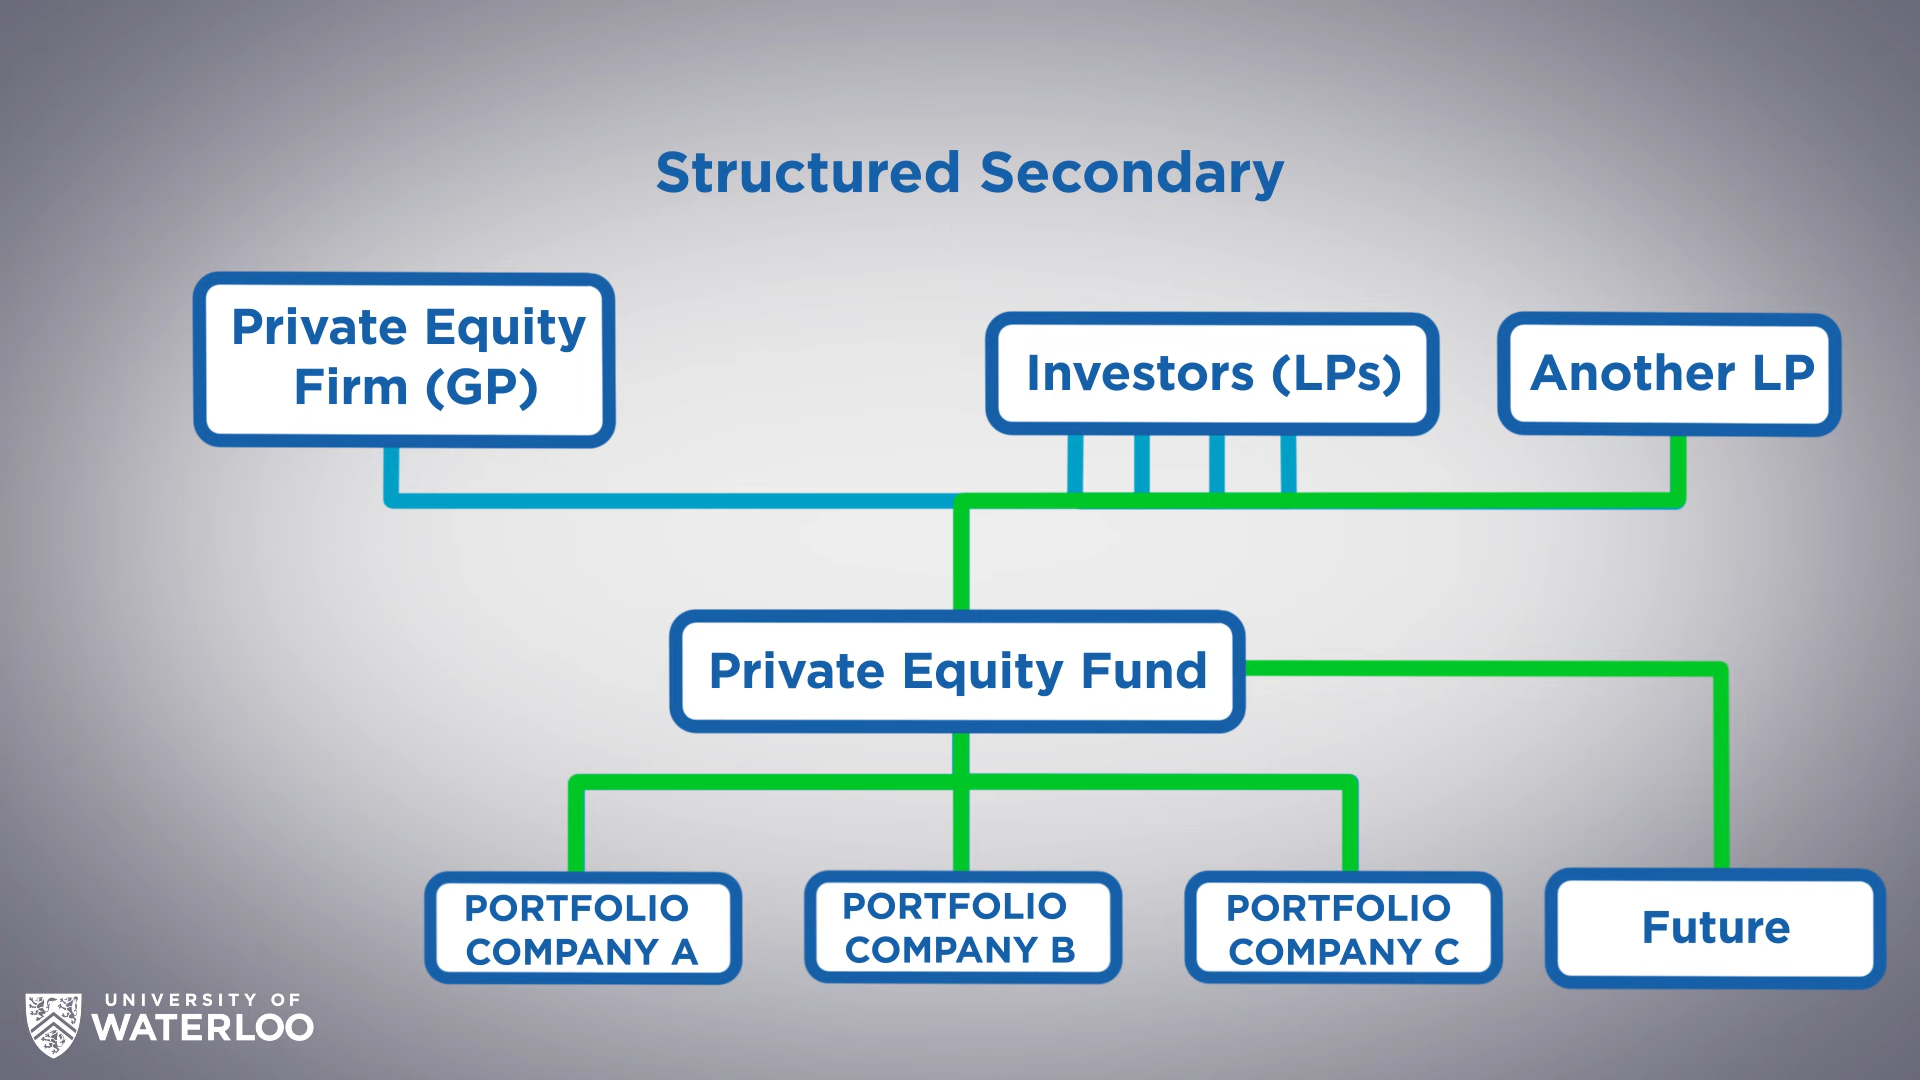 Structured Secondary
Private Equity
Firm (GP)
Investors (LPs)
Another LP
Private Equity Fund
PORTFOLIO
COMPANY A
PORTFOLIO
COMPANY B
PORTFOLIO
COMPANY C
Future
UNIVERSITY OF
WATERLOO